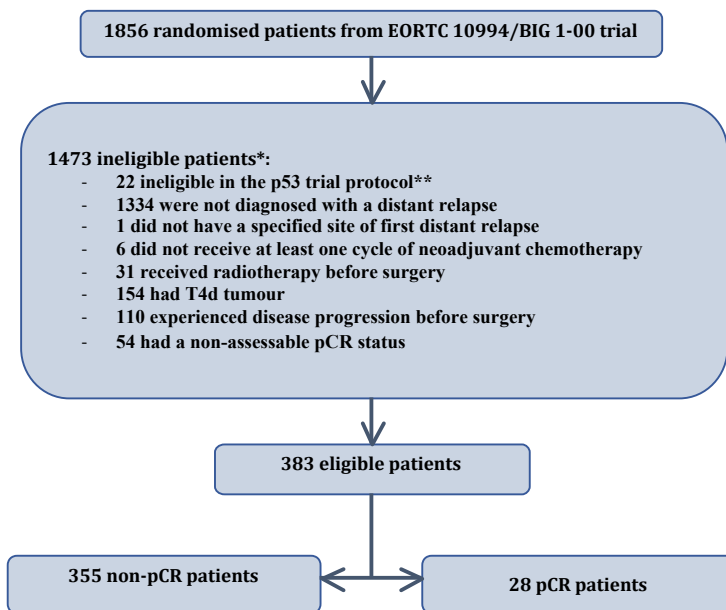 1856 randomised patients from EORTC 10994/BIG 1-00 trial
1473 ineligible patients*:
- 22 ineligible in the p53 trial protocol**
- 1334 were not diagnosed with a distant relapse
- 1 did not have a specified site of first distant relapse
- 6 did not receive at least one cycle of neoadjuvant chemotherapy
- 31 received radiotherapy before surgery
- 154 had T4d tumour
- 110 experienced disease progression before surgery
- 54 had a non-assessable pCR status
383 eligible patients
355 non-pCR patients
28 pCR patients